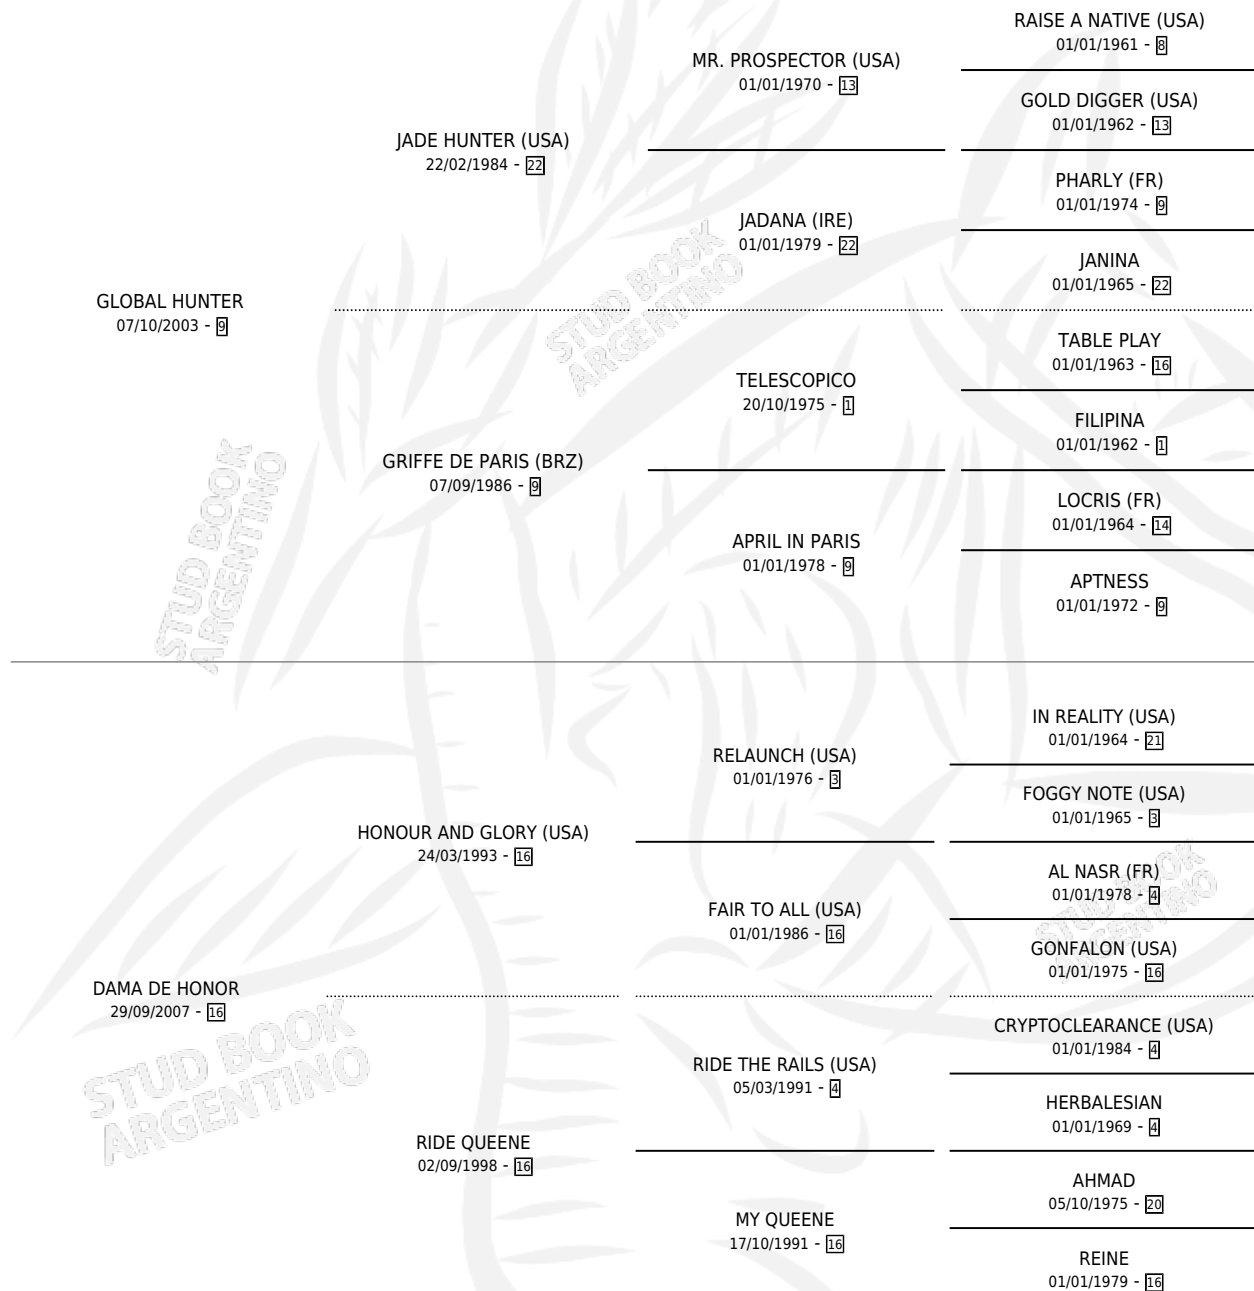 RAISE A NATIVE (USA)
01/01/1961 - 8
MR. PROSPECTOR (USA)
01/01/1970 - 13
GOLD DIGGER (USA)
01/01/1962 - 13
JADE HUNTER (USA)
22/02/1984 - 22
PHARLY (FR)
01/01/1974 - 9
JADANA (IRE)
01/01/1979 - 22
JANINA
01/01/1965 - 22
GLOBAL HUNTER
07/10/2003 - 9
STUD BOOK
ARGENTINO
TABLE PLAY
01/01/1963 - 16
TELESCOPICO
20/10/1975 - 1
FILIPINA
01/01/1962 - 1
GRIFFE DE PARIS (BRZ)
07/09/1986 - 9
LOCRIS (FR)
01/01/1964 - 14
APRIL IN PARIS
01/01/1978 - 9
APTNESS
01/01/1972 - 9
STUD BOOK
ARGENTINO
IN REALITY (USA)
01/01/1964 - 21
RELAUNCH (USA)
01/01/1976 - 3
FOGGY NOTE (USA)
01/01/1965 - 3
HONOUR AND GLORY (USA)
24/03/1993 - 16
AL NASR (FR)
01/01/1978 - 4
FAIR TO ALL (USA)
01/01/1986 - 16
STUD BOOK
ARGENTINO
GONFALON (USA)
01/01/1975 - 16
DAMA DE HONOR
29/09/2007 - 16
CRYPTOCLEARANCE (USA)
01/01/1984 - 4
RIDE THE RAILS (USA)
05/03/1991 - 4
STUD BOOK
ARGENTINO
HERBALESIAN
01/01/1969 - 4
RIDE QUEENE
02/09/1998 - 16
AHMAD
05/10/1975 - 20
MY QUEENE
17/10/1991 - 16
REINE
01/01/1979 - 16